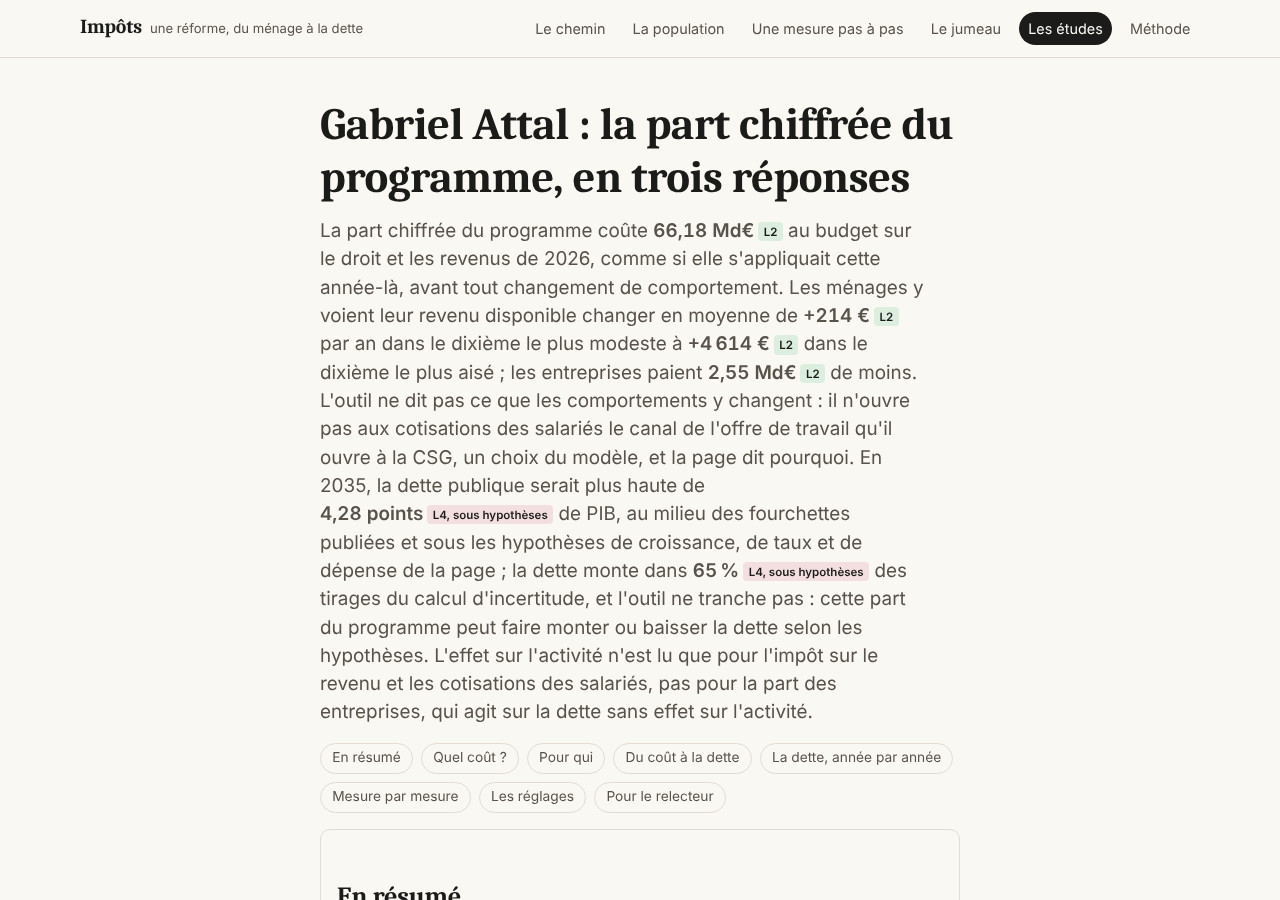 Impôts une réforme, du ménage à la dette
Le chemin
La population
Une mesure pas à pas
Le jumeau
Les études
Méthode
Gabriel Attal : la part chiffrée du
programme, en trois réponses
La part chiffrée du programme coûte 66,18 Md€ L2 au budget sur
le droit et les revenus de 2026, comme si elle s'appliquait cette
année-là, avant tout changement de comportement. Les ménages y
voient leur revenu disponible changer en moyenne de +214 € L2
par an dans le dixième le plus modeste à +4 614 € L2 dans le
dixième le plus aisé ; les entreprises paient 2,55 Md€ L2 de moins.
L'outil ne dit pas ce que les comportements y changent : il n'ouvre
pas aux cotisations des salariés le canal de l'offre de travail qu'il
ouvre à la CSG, un choix du modèle, et la page dit pourquoi. En
2035, la dette publique serait plus haute de
4,28 points L4, sous hypothèses de PIB, au milieu des fourchettes
publiées et sous les hypothèses de croissance, de taux et de
dépense de la page ; la dette monte dans 65 % L4, sous hypothèses des
tirages du calcul d'incertitude, et l'outil ne tranche pas : cette part
du programme peut faire monter ou baisser la dette selon les
hypothèses. L'effet sur l'activité n'est lu que pour l'impôt sur le
revenu et les cotisations des salariés, pas pour la part des
entreprises, qui agit sur la dette sans effet sur l'activité.
En résumé
Quel coût ?
Pour qui
Du coût à la dette
La dette, année par année
Mesure par mesure
Les réglages
Pour le relecteur
En résumé